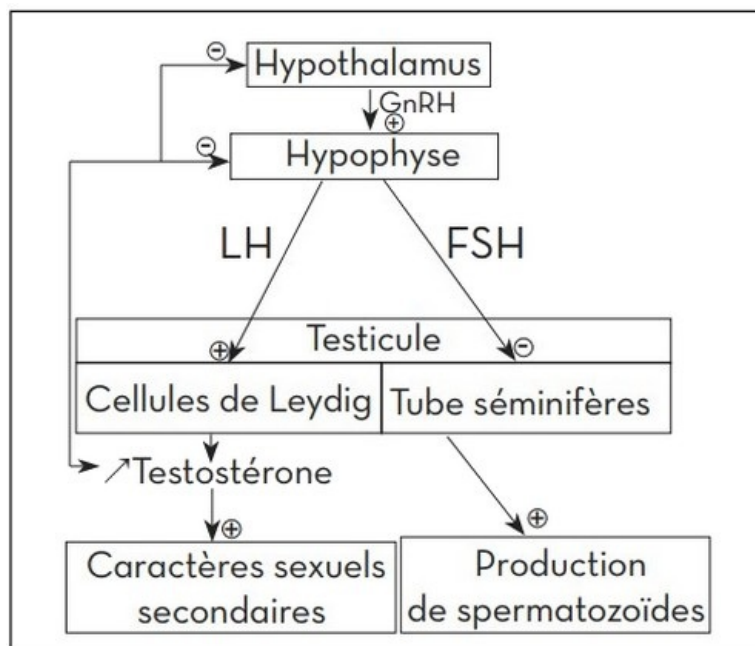 ⊖
Hypothalamus
GnRH
⊕
⊖
Hypophyse
LH
FSH
Testicule
⊕
⊖
Cellules de Leydig
Tube séminifères
↗Testostérone
⊕
⊕
Caractères sexuels
secondaires
Production
de spermatozoïdes